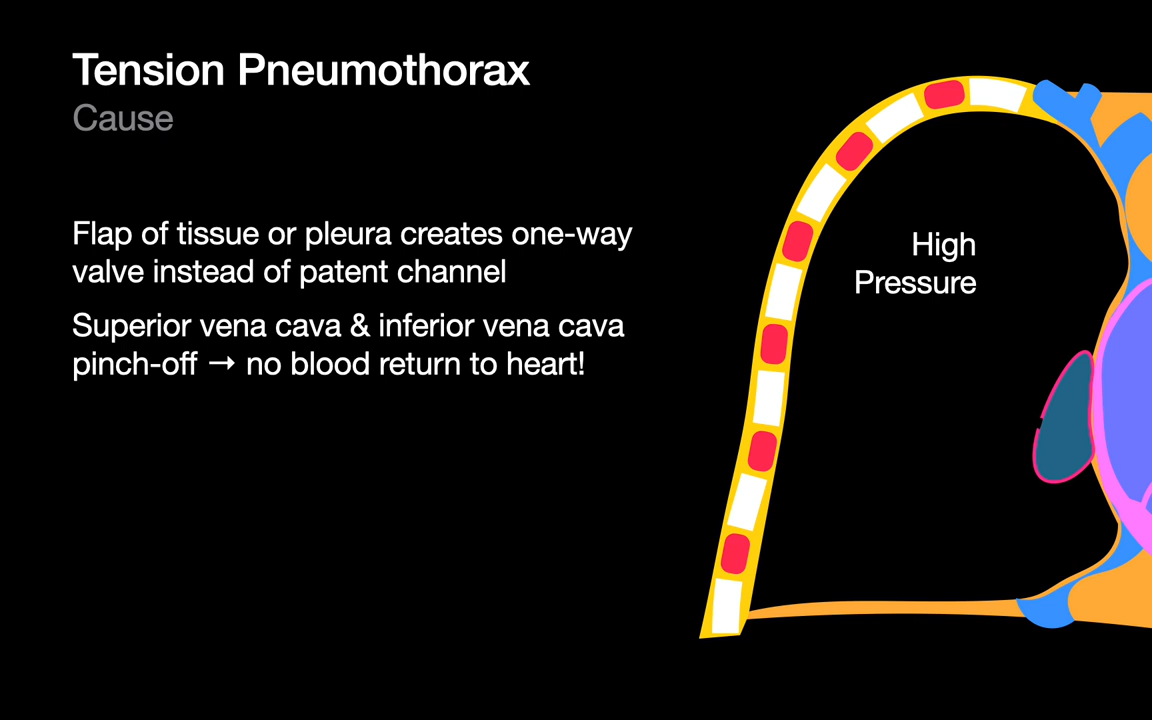 Tension Pneumothorax
Cause
Flap of tissue or pleura creates one-way
valve instead of patent channel
Superior vena cava & inferior vena cava
pinch-off → no blood return to heart!
High
Pressure